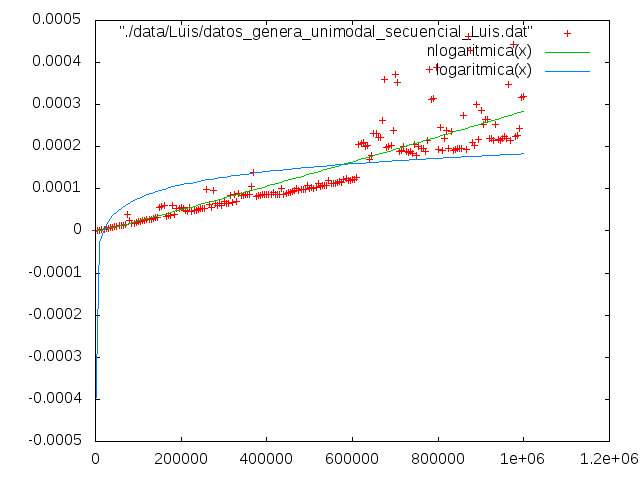 "./data/Luis/datos_genera_unimodal_secuencial_Luis.dat"
nlogaritmica(x)
logaritmica(x)
0.0005
0.0004
0.0003
0.0002
0.0001
0
-0.0001
-0.0002
-0.0003
-0.0004
-0.0005
0 200000 400000 600000 800000 1e+06 1.2e+06